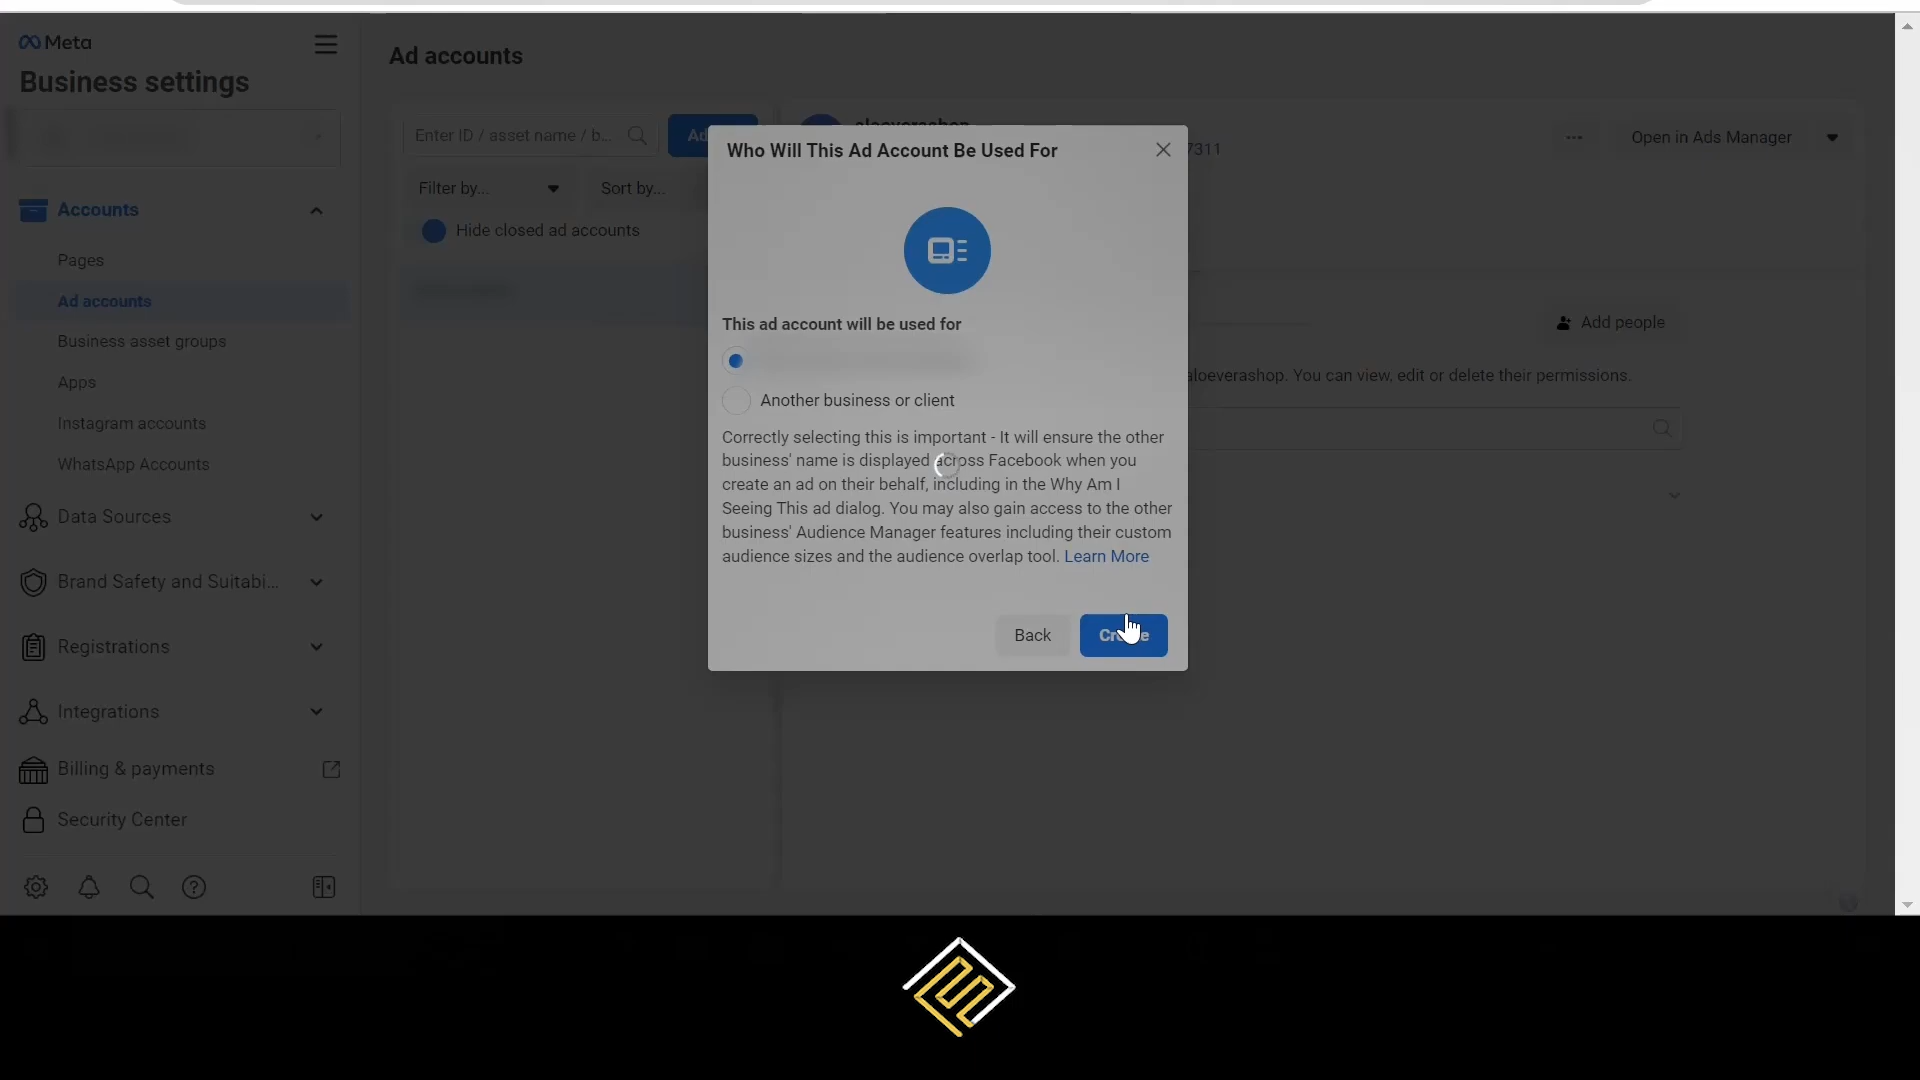 Meta
Business settings
Accounts
Pages
Ad accounts
Business asset groups
Apps
Instagram accounts
WhatsApp Accounts
Data Sources
Brand Safety and Suitabi...
Registrations
Integrations
Billing & payments
Security Center
Ad accounts
Enter ID / asset name / b...
Ad
Filter by...
Sort by...
Hide closed ad accounts
aloeverashop
7311
Open in Ads Manager
Add people
aloeverashop. You can view, edit or delete their permissions.
Who Will This Ad Account Be Used For
This ad account will be used for
Another business or client
Correctly selecting this is important - It will ensure the other
business' name is displayed across Facebook when you
create an ad on their behalf, including in the Why Am I
Seeing This ad dialog. You may also gain access to the other
business' Audience Manager features including their custom
audience sizes and the audience overlap tool. Learn More
Back
Create